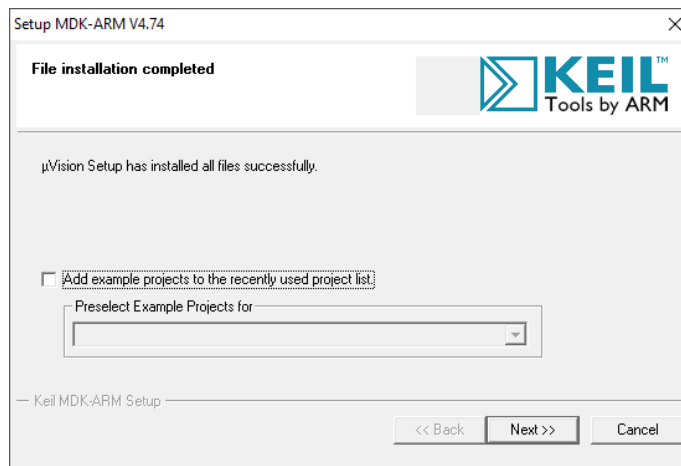 Setup MDK-ARM V4.74
File installation completed
KEIL™
Tools by ARM
µVision Setup has installed all files successfully.
Add example projects to the recently used project list.
Preselect Example Projects for
Keil MDK-ARM Setup
<< Back
Next >>
Cancel